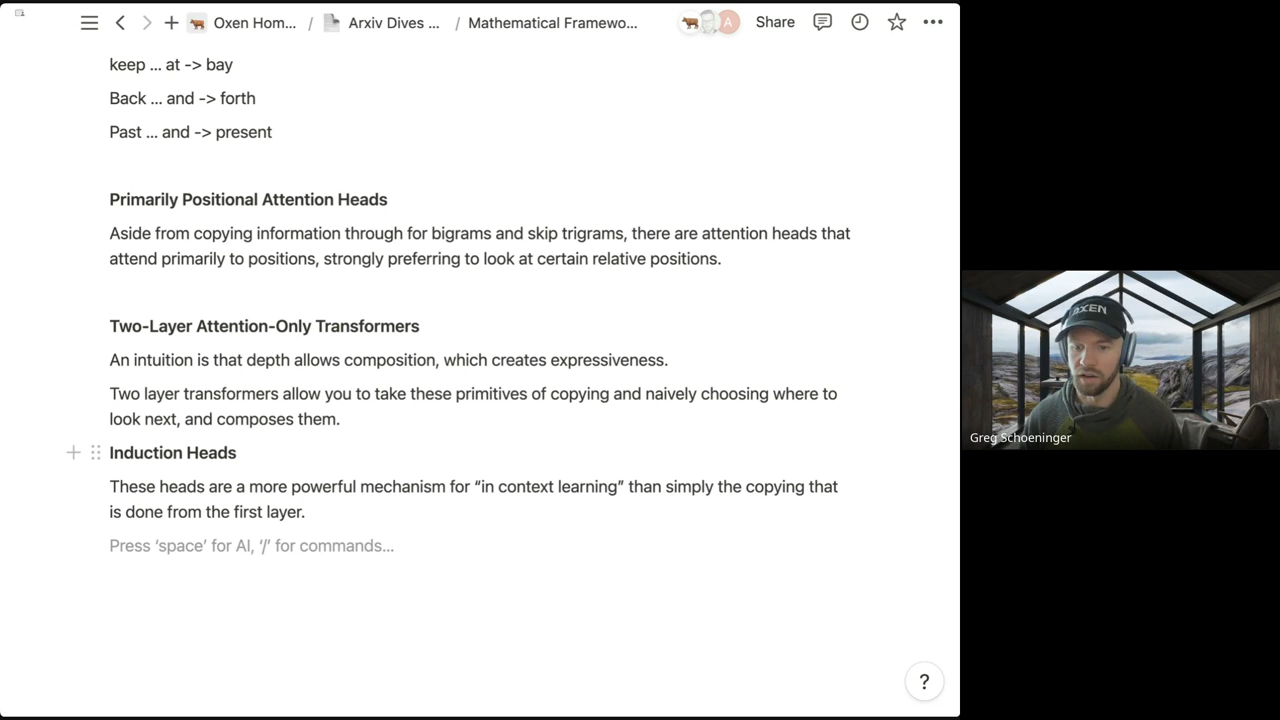 Oxen Hom... / Arxiv Dives ... / Mathematical Framewo... A Share
keep ... at -> bay
Back ... and -> forth
Past ... and -> present
Primarily Positional Attention Heads
Aside from copying information through for bigrams and skip trigrams, there are attention heads that
attend primarily to positions, strongly preferring to look at certain relative positions.
Two-Layer Attention-Only Transformers
An intuition is that depth allows composition, which creates expressiveness.
Two layer transformers allow you to take these primitives of copying and naively choosing where to
look next, and composes them.
Induction Heads
These heads are a more powerful mechanism for “in context learning” than simply the copying that
is done from the first layer.
Press ‘space’ for AI, ‘/’ for commands...
?
OXEN
Greg Schoeninger